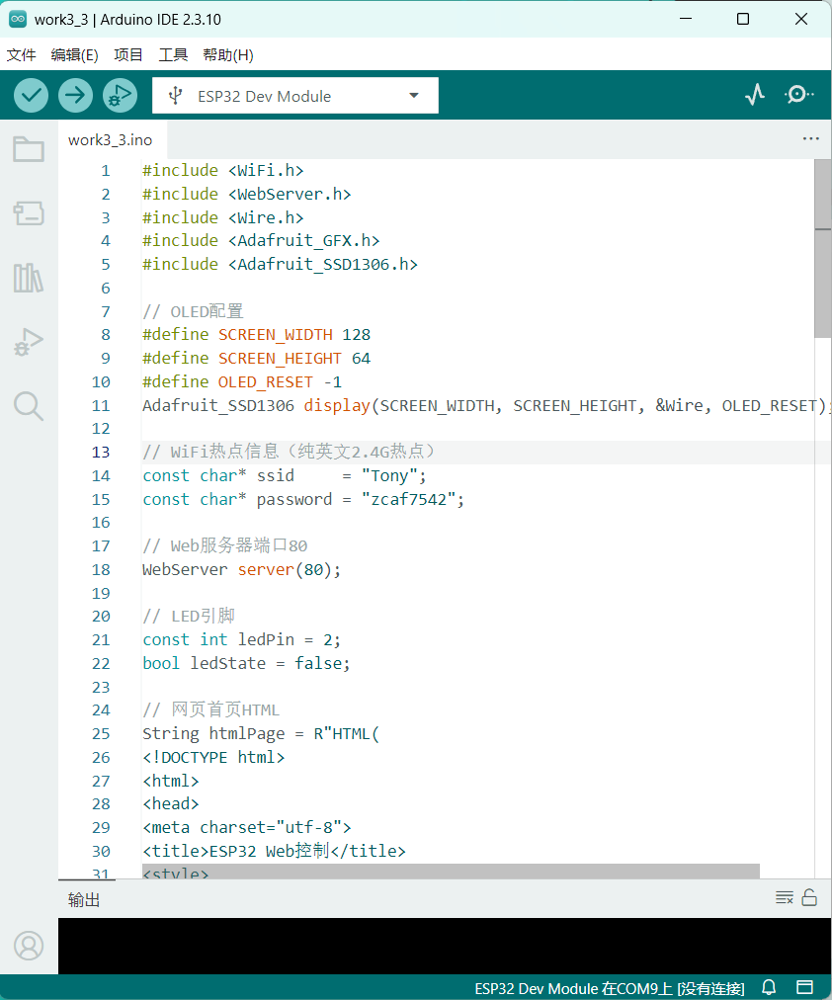 work3_3 | Arduino IDE 2.3.10
文件 编辑(E) 项目 工具 帮助(H)
ESP32 Dev Module
work3_3.ino
1 #include <WiFi.h>
2 #include <WebServer.h>
3 #include <Wire.h>
4 #include <Adafruit_GFX.h>
5 #include <Adafruit_SSD1306.h>
6
7 // OLED配置
8 #define SCREEN_WIDTH 128
9 #define SCREEN_HEIGHT 64
10 #define OLED_RESET -1
11 Adafruit_SSD1306 display(SCREEN_WIDTH, SCREEN_HEIGHT, &Wire, OLED_RESET);
12
13 // WiFi热点信息（纯英文2.4G热点）
14 const char* ssid     = "Tony";
15 const char* password = "zcaf7542";
16
17 // Web服务器端口80
18 WebServer server(80);
19
20 // LED引脚
21 const int ledPin = 2;
22 bool ledState = false;
23
24 // 网页首页HTML
25 String htmlPage = R"HTML(
26 <!DOCTYPE html>
27 <html>
28 <head>
29 <meta charset="utf-8">
30 <title>ESP32 Web控制</title>
31 <style>
输出
ESP32 Dev Module 在COM9上 [没有连接]